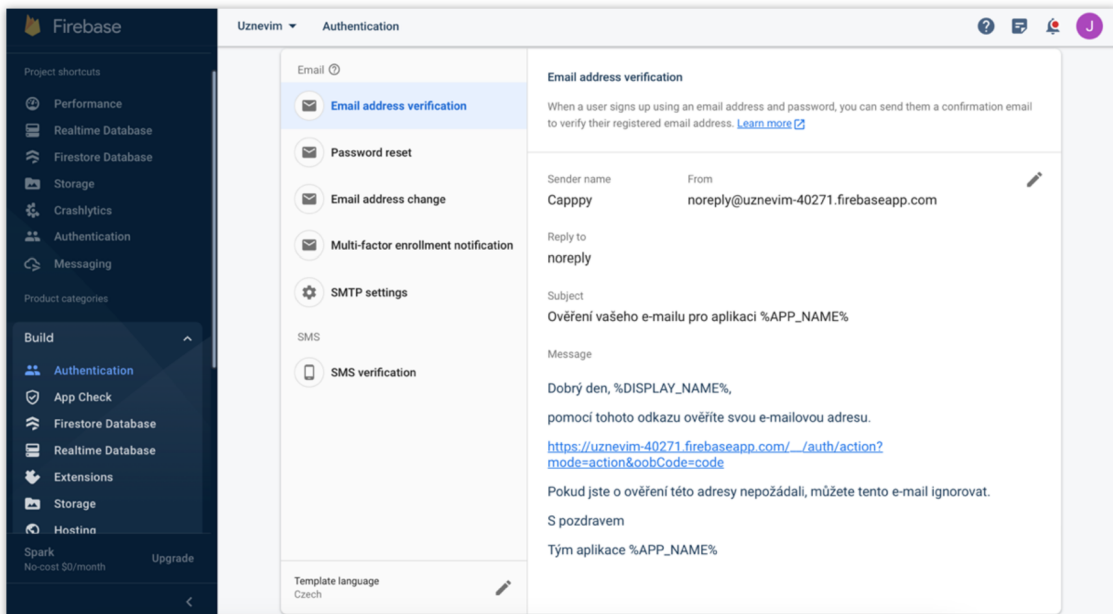 Firebase
Uznevim
Authentication
J
Project shortcuts
Performance
Realtime Database
Firestore Database
Storage
Crashlytics
Authentication
Messaging
Product categories
Build
Authentication
App Check
Firestore Database
Realtime Database
Extensions
Storage
Hosting
Spark
No-cost $0/month
Upgrade
Email
Email address verification
Password reset
Email address change
Multi-factor enrollment notification
SMTP settings
SMS
SMS verification
Template language
Czech
Email address verification
When a user signs up using an email address and password, you can send them a confirmation email
to verify their registered email address. Learn more
Sender name
Capppy
From
noreply@uznevim-40271.firebaseapp.com
Reply to
noreply
Subject
Ověření vašeho e-mailu pro aplikaci %APP_NAME%
Message
Dobrý den, %DISPLAY_NAME%,
pomocí tohoto odkazu ověříte svou e-mailovou adresu.
https://uznevim-40271.firebaseapp.com/__/auth/action?
mode=action&oobCode=code
Pokud jste o ověření této adresy nepožádali, můžete tento e-mail ignorovat.
S pozdravem
Tým aplikace %APP_NAME%